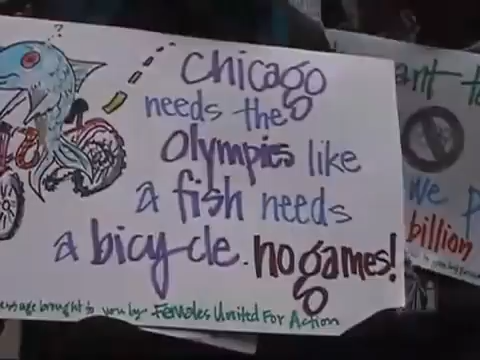 ?
Chicago
needs the
Olympics like
a fish needs
a bicycle. no games!
message brought to you by Females United For Action
we
billion